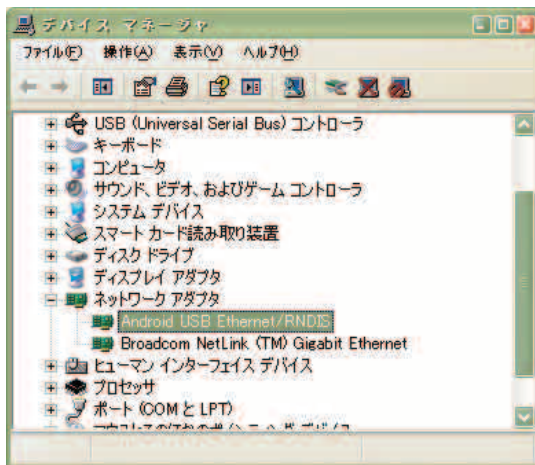 デバイス マネージャ
ファイル(F) 操作(A) 表示(V) ヘルプ(H)
USB (Universal Serial Bus) コントローラ
キーボード
コンピュータ
サウンド、ビデオ、およびゲーム コントローラ
システム デバイス
スマート カード読み取り装置
ディスク ドライブ
ディスプレイ アダプタ
ネットワーク アダプタ
Android USB Ethernet/RNDIS
Broadcom NetLink (TM) Gigabit Ethernet
ヒューマン インターフェイス デバイス
プロセッサ
ポート (COM と LPT)